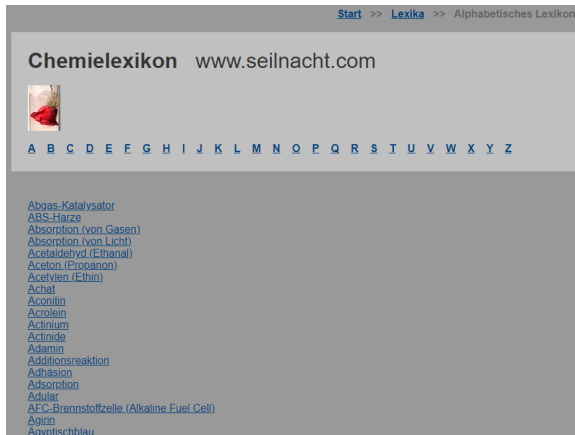 Start >> Lexika >> Alphabetisches Lexikon
Chemielexikon www.seilnacht.com
A B C D E F G H I J K L M N O P Q R S T U V W X Y Z
Abgas-Katalysator
ABS-Harze
Absorption (von Gasen)
Absorption (von Licht)
Acetaldehyd (Ethanal)
Aceton (Propanon)
Acetylen (Ethin)
Achat
Aconitin
Acrolein
Actinium
Actinide
Adamin
Additionsreaktion
Adhäsion
Adsorption
Adular
AFC-Brennstoffzelle (Alkaline Fuel Cell)
Ägirin
Ägyptischblau